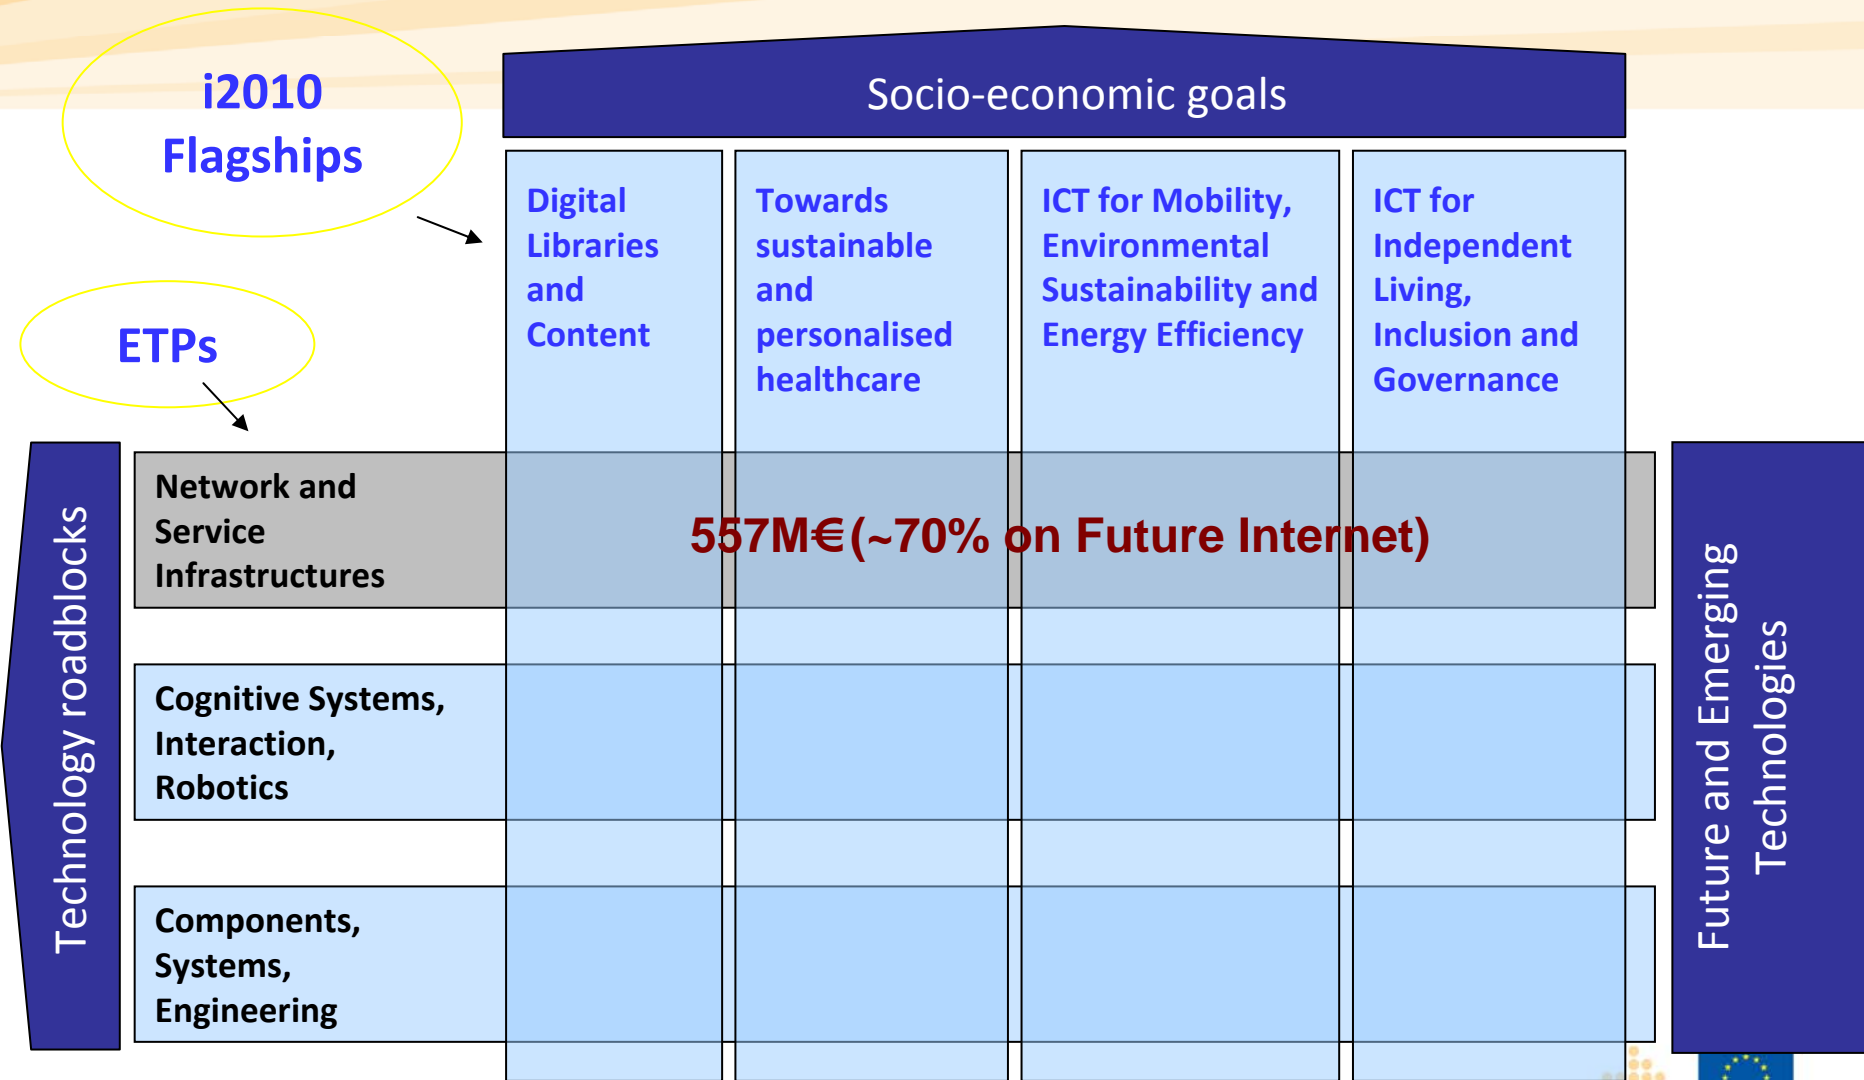 i2010
Flagships
Socio-economic goals
Digital
Libraries
and
Content
Towards
sustainable
and
personalised
healthcare
ICT for Mobility,
Environmental
Sustainability and
Energy Efficiency
ICT for
Independent
Living,
Inclusion and
Governance
ETPs
Technology roadblocks
Network and
Service
Infrastructures
557M€(~70% on Future Internet)
Cognitive Systems,
Interaction,
Robotics
Components,
Systems,
Engineering
Future and Emerging
Technologies